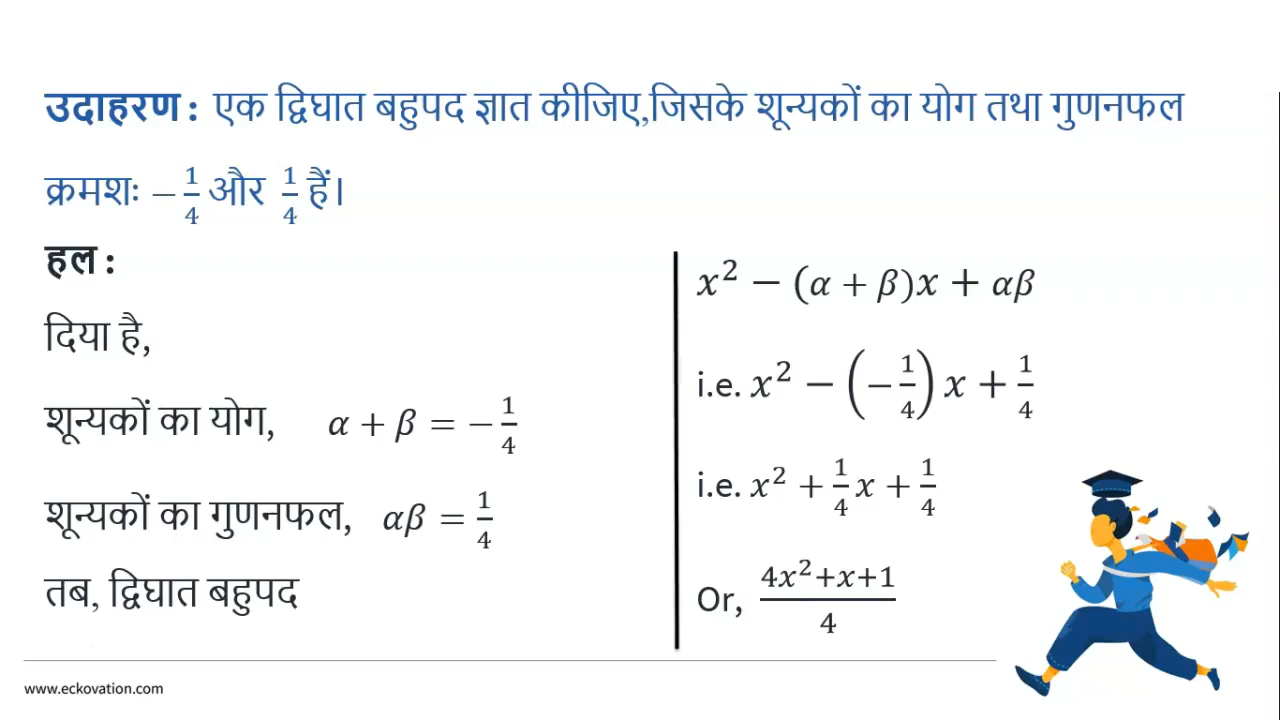 उदाहरण : एक द्विघात बहुपद ज्ञात कीजिए,जिसके शून्यकों का योग तथा गुणनफल
क्रमशः −1/4 और 1/4 हैं।
हल :
दिया है,
शून्यकों का योग, α + β = −1/4
शून्यकों का गुणनफल, αβ = 1/4
तब, द्विघात बहुपद
x² − (α + β)x + αβ
i.e. x² − (−1/4) x + 1/4
i.e. x² + 1/4 x + 1/4
Or, (4x²+x+1)/4
www.eckovation.com